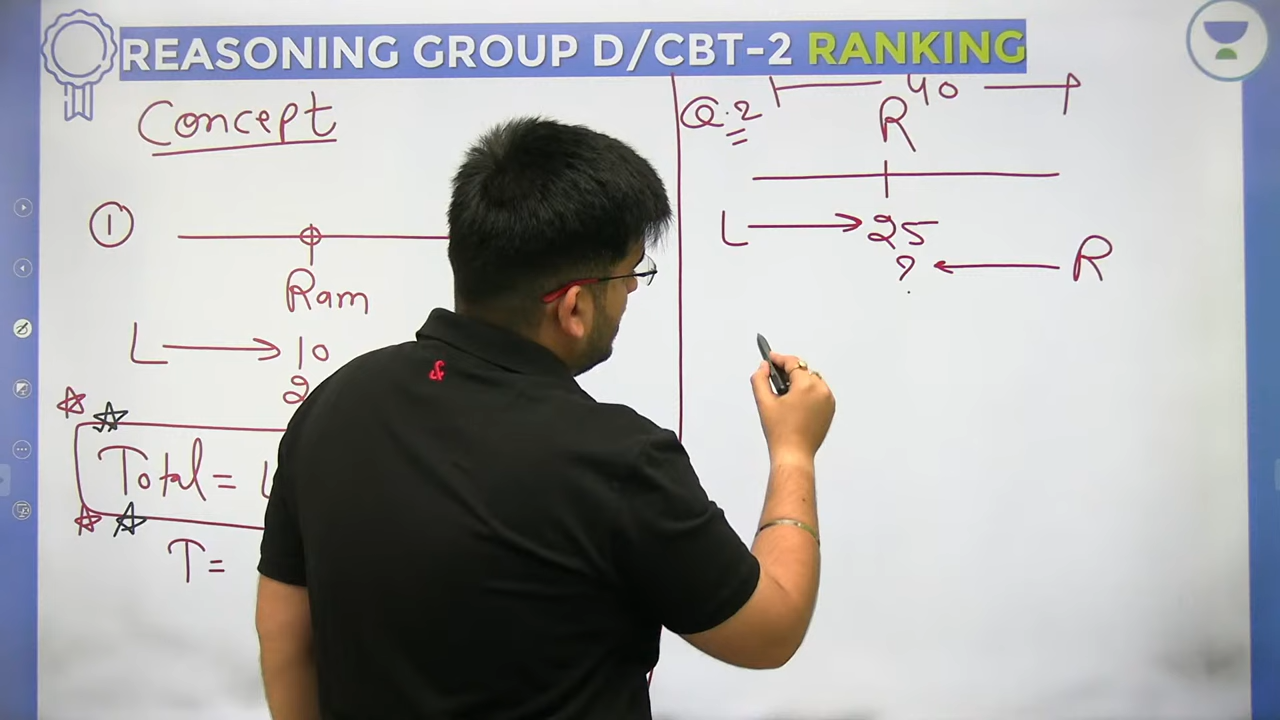 REASONING GROUP D/CBT-2 RANKING
Concept
①
Ram
L → 10
2
Total = L
T =
Q.2
40
R
L → 25
? ← R